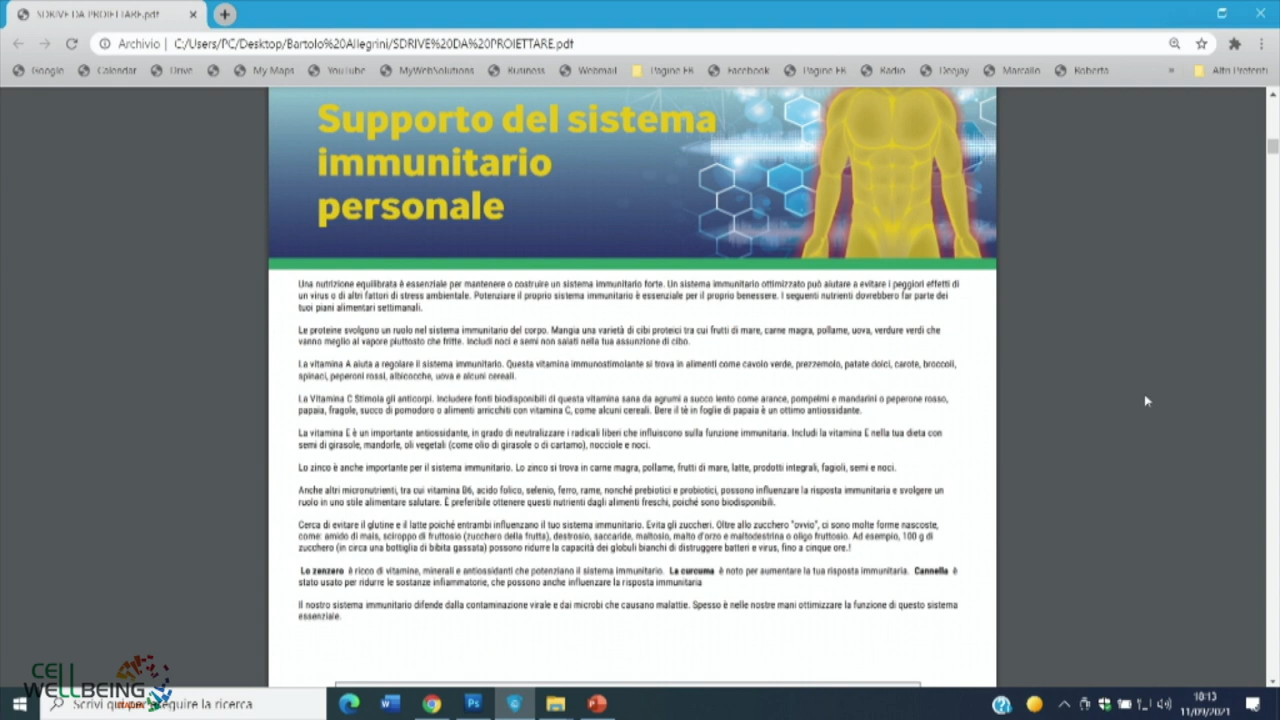 SDRIVE DA PROIETTARE.pdf
Archivio | C:/Users/PC/Desktop/Bartolo%20Allegrini/SDRIVE%20DA%20PROIETTARE.pdf
Google Calendar Drive My Maps YouTube MyWebSolutions Business Webmail Pagine FB Facebook Pagine FB Radio Deejay Marcello Roberta » Altri Preferiti
Supporto del sistema
immunitario
personale
Una nutrizione equilibrata è essenziale per mantenere o costruire un sistema immunitario forte. Un sistema immunitario ottimizzato può aiutare a evitare i peggiori effetti di
un virus o di altri fattori di stress ambientale. Potenziare il proprio sistema immunitario è essenziale per il proprio benessere. I seguenti nutrienti dovrebbero far parte dei
tuoi piani alimentari settimanali.
Le proteine svolgono un ruolo nel sistema immunitario del corpo. Mangia una varietà di cibi proteici tra cui frutti di mare, carne magra, pollame, uova, verdure verdi che
vanno meglio al vapore piuttosto che fritte. Includi noci e semi non salati nella tua assunzione di cibo.
La vitamina A aiuta a regolare il sistema immunitario. Questa vitamina immunostimolante si trova in alimenti come cavolo verde, prezzemolo, patate dolci, carote, broccoli,
spinaci, peperoni rossi, albicocche, uova e alcuni cereali.
La Vitamina C Stimola gli anticorpi. Includere fonti biodisponibili di questa vitamina sana da agrumi a succo lento come arance, pompelmi e mandarini o peperone rosso,
papaia, fragole, succo di pomodoro o alimenti arricchiti con vitamina C, come alcuni cereali. Bere il tè in foglie di papaia è un ottimo antiossidante.
La vitamina E è un importante antiossidante, in grado di neutralizzare i radicali liberi che influiscono sulla funzione immunitaria. Includi la vitamina E nella tua dieta con
semi di girasole, mandorle, oli vegetali (come olio di girasole o di cartamo), nocciole e noci.
Lo zinco è anche importante per il sistema immunitario. Lo zinco si trova in carne magra, pollame, frutti di mare, latte, prodotti integrali, fagioli, semi e noci.
Anche altri micronutrienti, tra cui vitamina B6, acido folico, selenio, ferro, rame, nonché prebiotici e probiotici, possono influenzare la risposta immunitaria e svolgere un
ruolo in uno stile alimentare salutare. È preferibile ottenere questi nutrienti dagli alimenti freschi, poiché sono biodisponibili.
Cerca di evitare il glutine e il latte poiché entrambi influenzano il tuo sistema immunitario. Evita gli zuccheri. Oltre allo zucchero "ovvio", ci sono molte forme nascoste,
come: amido di mais, sciroppo di fruttosio (zucchero della frutta), destrosio, saccaride, maltosio, malto d'orzo e maltodestrina o oligo fruttosio. Ad esempio, 100 g di
zucchero (in circa una bottiglia di bibita gassata) possono ridurre la capacità dei globuli bianchi di distruggere batteri e virus, fino a cinque ore.!
Lo zenzero è ricco di vitamine, minerali e antiossidanti che potenziano il sistema immunitario. La curcuma è noto per aumentare la tua risposta immunitaria. Cannella è
stato usato per ridurre le sostanze infiammatorie, che possono anche influenzare la risposta immunitaria
Il nostro sistema immunitario difende dalla contaminazione virale e dai microbi che causano malattie. Spesso è nelle nostre mani ottimizzare la funzione di questo sistema
essenziale.
CELL
WELLBEING
Scrivi qui per eseguire la ricerca
18:13
11/09/2021